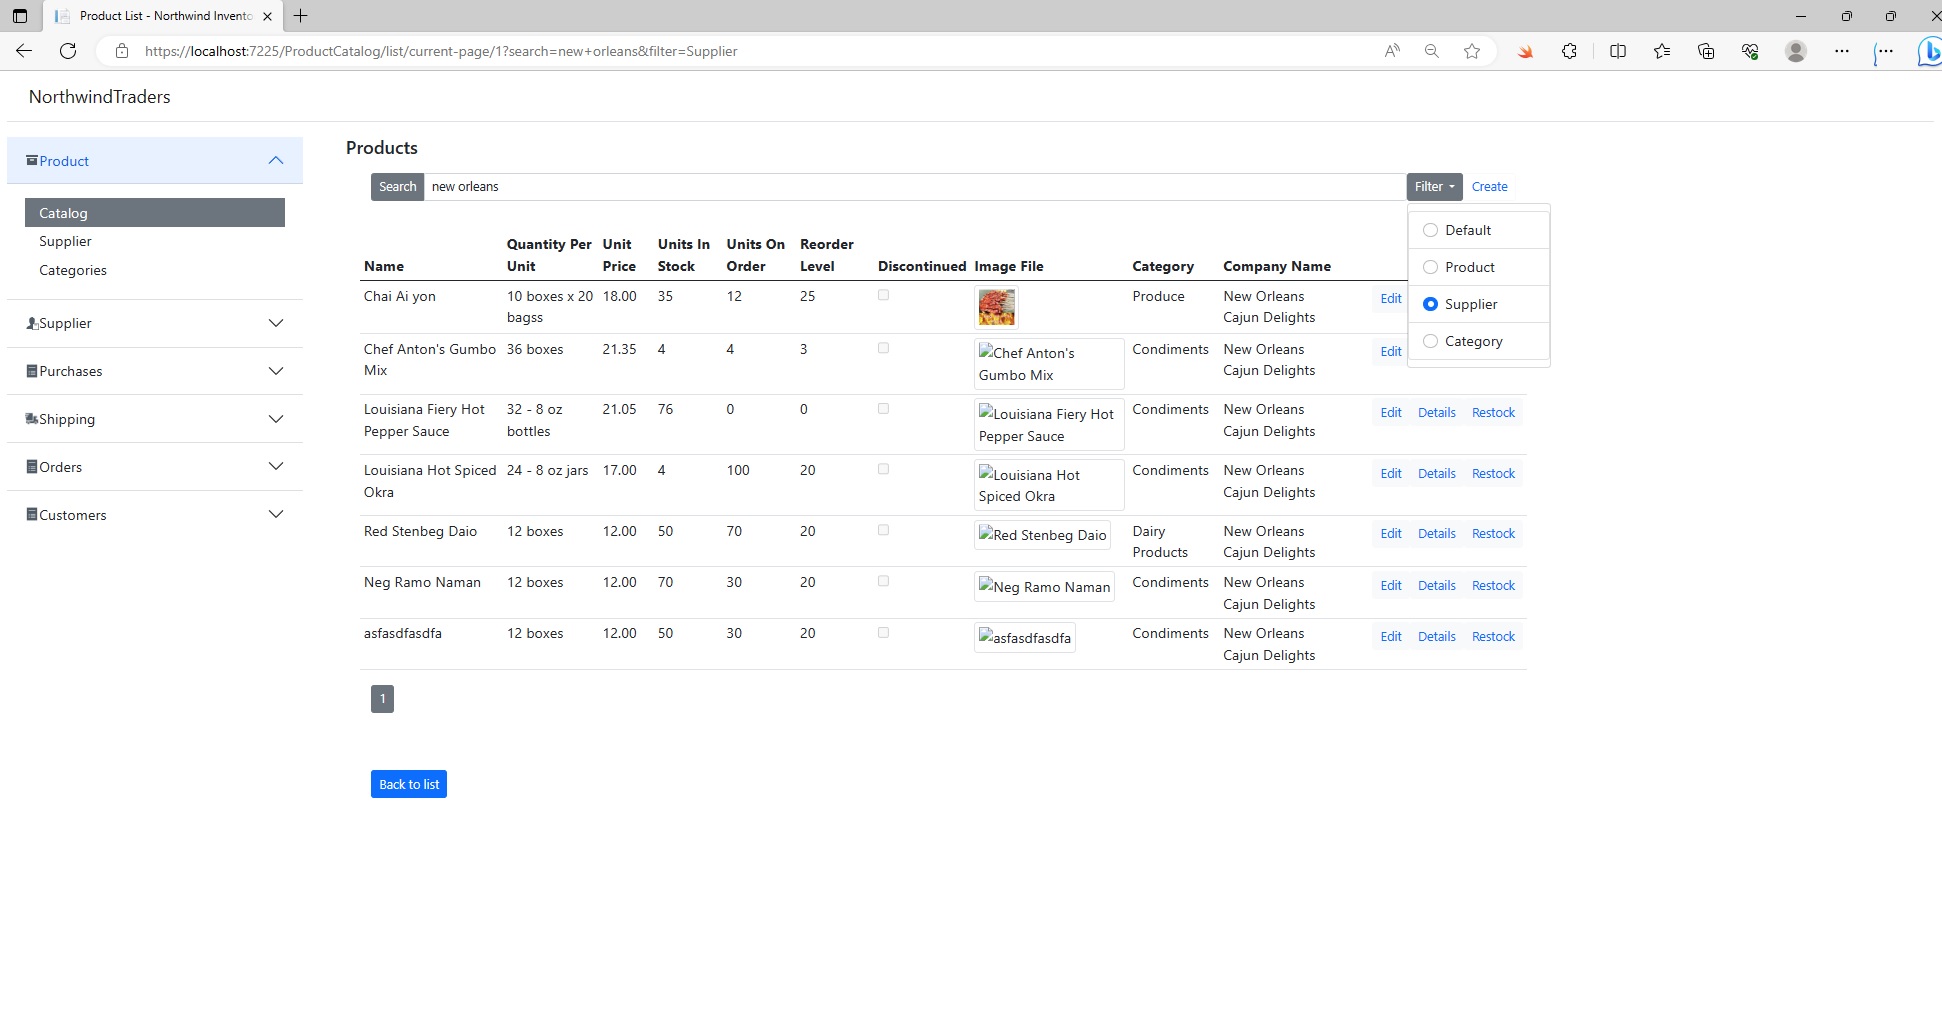 Product List - Northwind Invento
https://localhost:7225/ProductCatalog/list/current-page/1?search=new+orleans&filter=Supplier
NorthwindTraders
Product
Catalog
Supplier
Categories
Supplier
Purchases
Shipping
Orders
Customers
Products
Search new orleans Filter Create
Default
Product
Supplier
Category
Name Quantity Per Unit Unit Price Units In Stock Units On Order Reorder Level Discontinued Image File Category Company Name
Chai Ai yon 10 boxes x 20 bagss 18.00 35 12 25 Produce New Orleans Cajun Delights Edit
Chef Anton's Gumbo Mix 36 boxes 21.35 4 4 3 Chef Anton's Gumbo Mix Condiments New Orleans Cajun Delights Edit
Louisiana Fiery Hot Pepper Sauce 32 - 8 oz bottles 21.05 76 0 0 Louisiana Fiery Hot Pepper Sauce Condiments New Orleans Cajun Delights Edit Details Restock
Louisiana Hot Spiced Okra 24 - 8 oz jars 17.00 4 100 20 Louisiana Hot Spiced Okra Condiments New Orleans Cajun Delights Edit Details Restock
Red Stenbeg Daio 12 boxes 12.00 50 70 20 Red Stenbeg Daio Dairy Products New Orleans Cajun Delights Edit Details Restock
Neg Ramo Naman 12 boxes 12.00 70 30 20 Neg Ramo Naman Condiments New Orleans Cajun Delights Edit Details Restock
asfasdfasdfa 12 boxes 12.00 50 30 20 asfasdfasdfa Condiments New Orleans Cajun Delights Edit Details Restock
1
Back to list